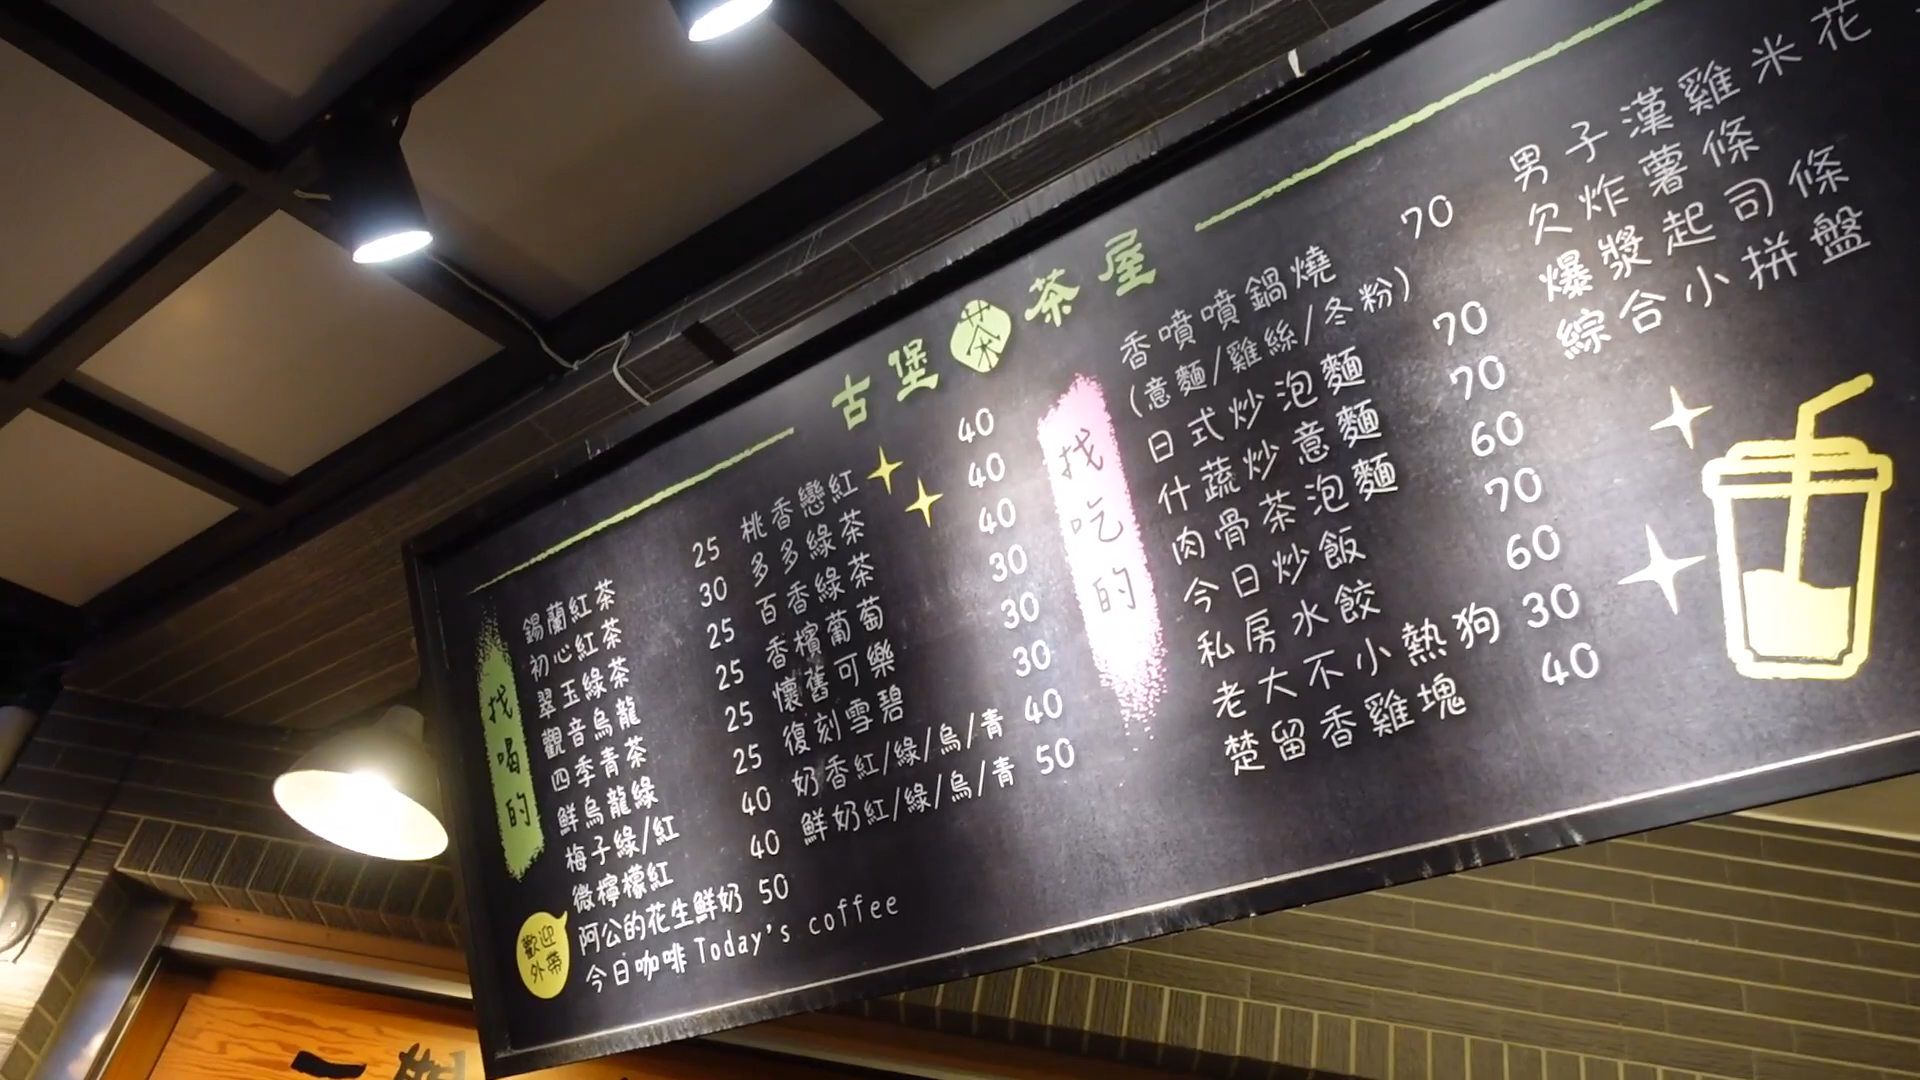 古堡茶茶屋
找喝的
錫蘭紅茶 25
初心紅茶 30
翠玉綠茶 25
觀音烏龍 25
四季青茶 25
鮮烏龍綠 25
梅子綠/紅 40
微檸檬紅 40
阿公的花生鮮奶 50
今日咖啡 Today's coffee
歡迎
外帶
桃香戀紅 40
多多綠茶 40
百香綠茶 40
香檳葡萄 30
懷舊可樂 30
復刻雪碧 30
奶香紅/綠/烏/青 40
鮮奶紅/綠/烏/青 50
找吃的
香噴噴鍋燒 70
(意麵/雞絲/冬粉)
日式炒泡麵 70
什蔬炒意麵 70
肉骨茶泡麵 60
今日炒飯 70
私房水餃 60
老大不小熱狗 30
楚留香雞塊 40
男子漢雞米花
欠炸薯條
爆漿起司條
綜合小拼盤